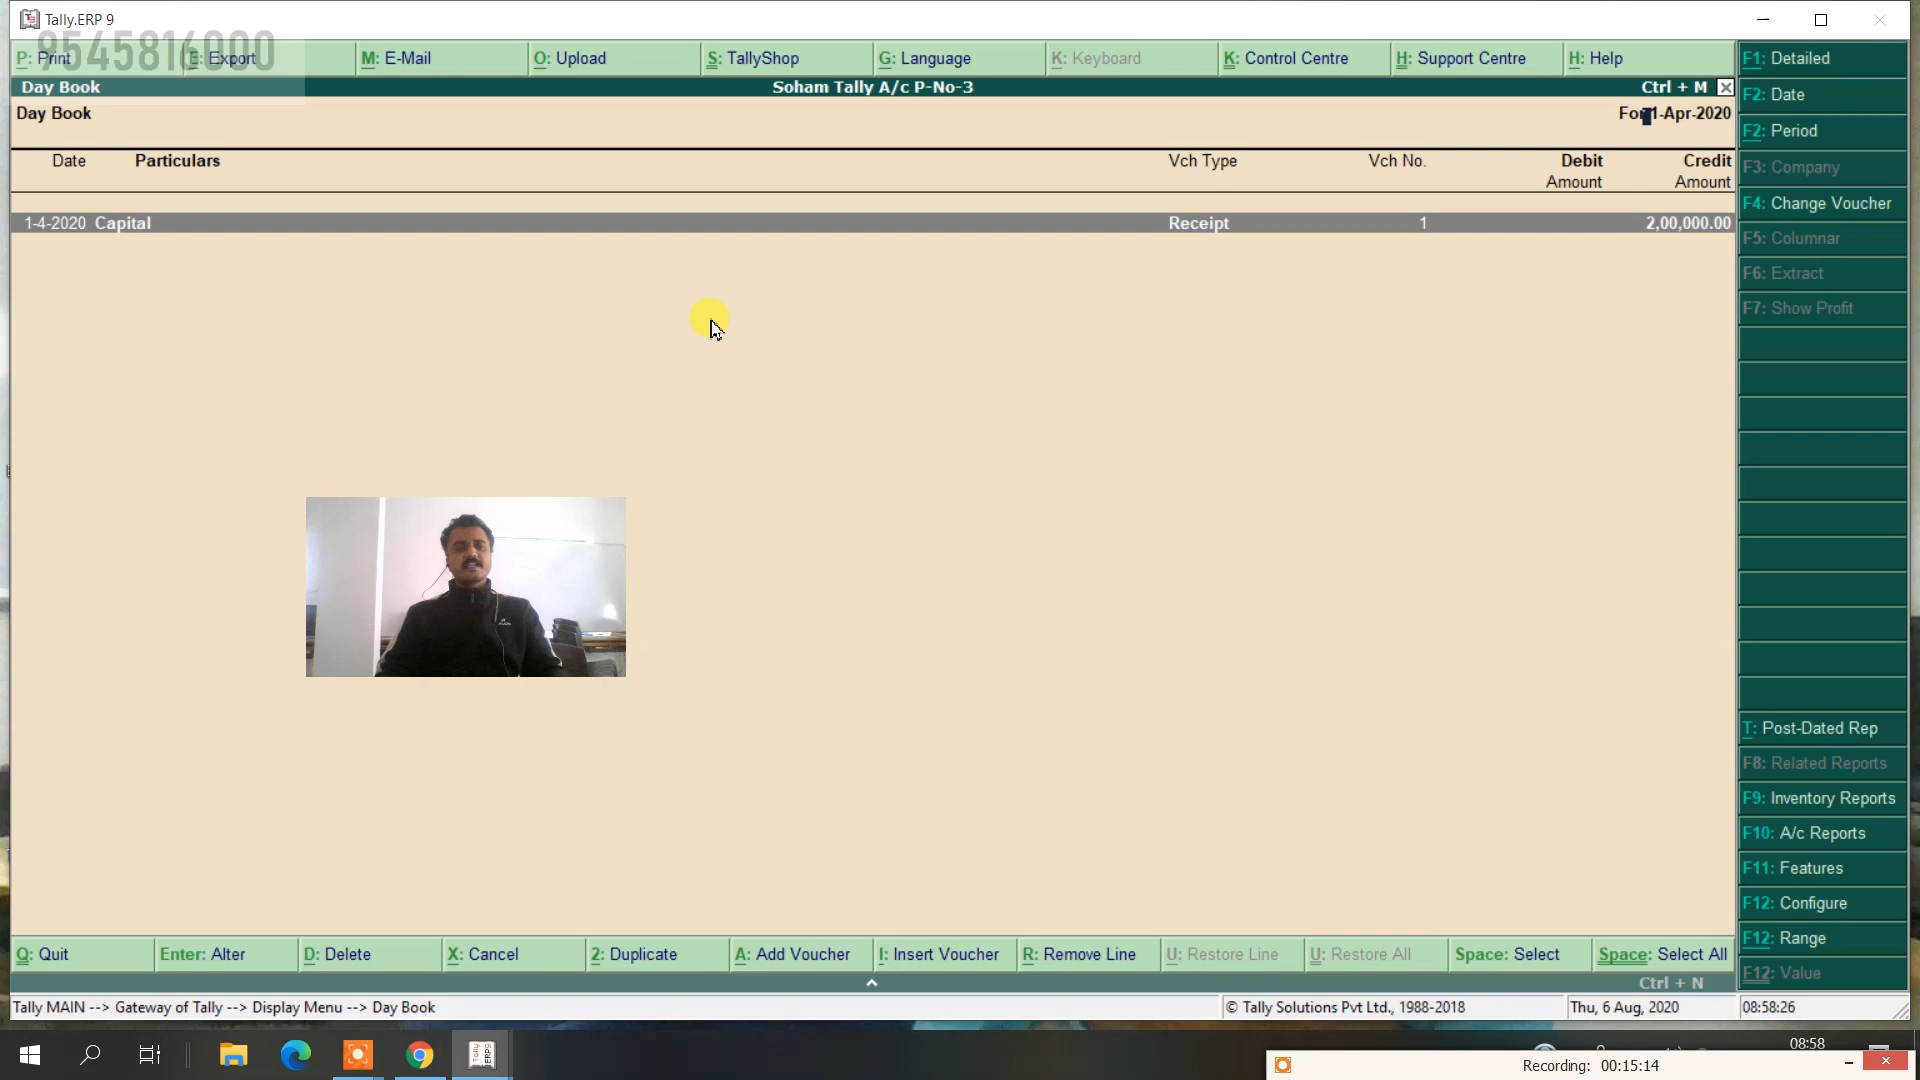 Tally.ERP 9
9545816000
P: Print
E: Export
M: E-Mail
O: Upload
S: TallyShop
G: Language
K: Keyboard
K: Control Centre
H: Support Centre
H: Help
Day Book
Soham Tally A/c P-No-3
Ctrl + M
Day Book
For 1-Apr-2020
Date
Particulars
Vch Type
Vch No.
Debit
Credit
Amount
Amount
1-4-2020 Capital
Receipt
1
2,00,000.00
F1: Detailed
F2: Date
F2: Period
F3: Company
F4: Change Voucher
F5: Columnar
F6: Extract
F7: Show Profit
T: Post-Dated Rep
F8: Related Reports
F9: Inventory Reports
F10: A/c Reports
F11: Features
F12: Configure
F12: Range
F12: Value
Q: Quit
Enter: Alter
D: Delete
X: Cancel
2: Duplicate
A: Add Voucher
I: Insert Voucher
R: Remove Line
U: Restore Line
U: Restore All
Space: Select
Space: Select All
Ctrl + N
Tally MAIN --> Gateway of Tally --> Display Menu --> Day Book
© Tally Solutions Pvt Ltd., 1988-2018
Thu, 6 Aug, 2020
08:58:26
08:58
Recording: 00:15:14